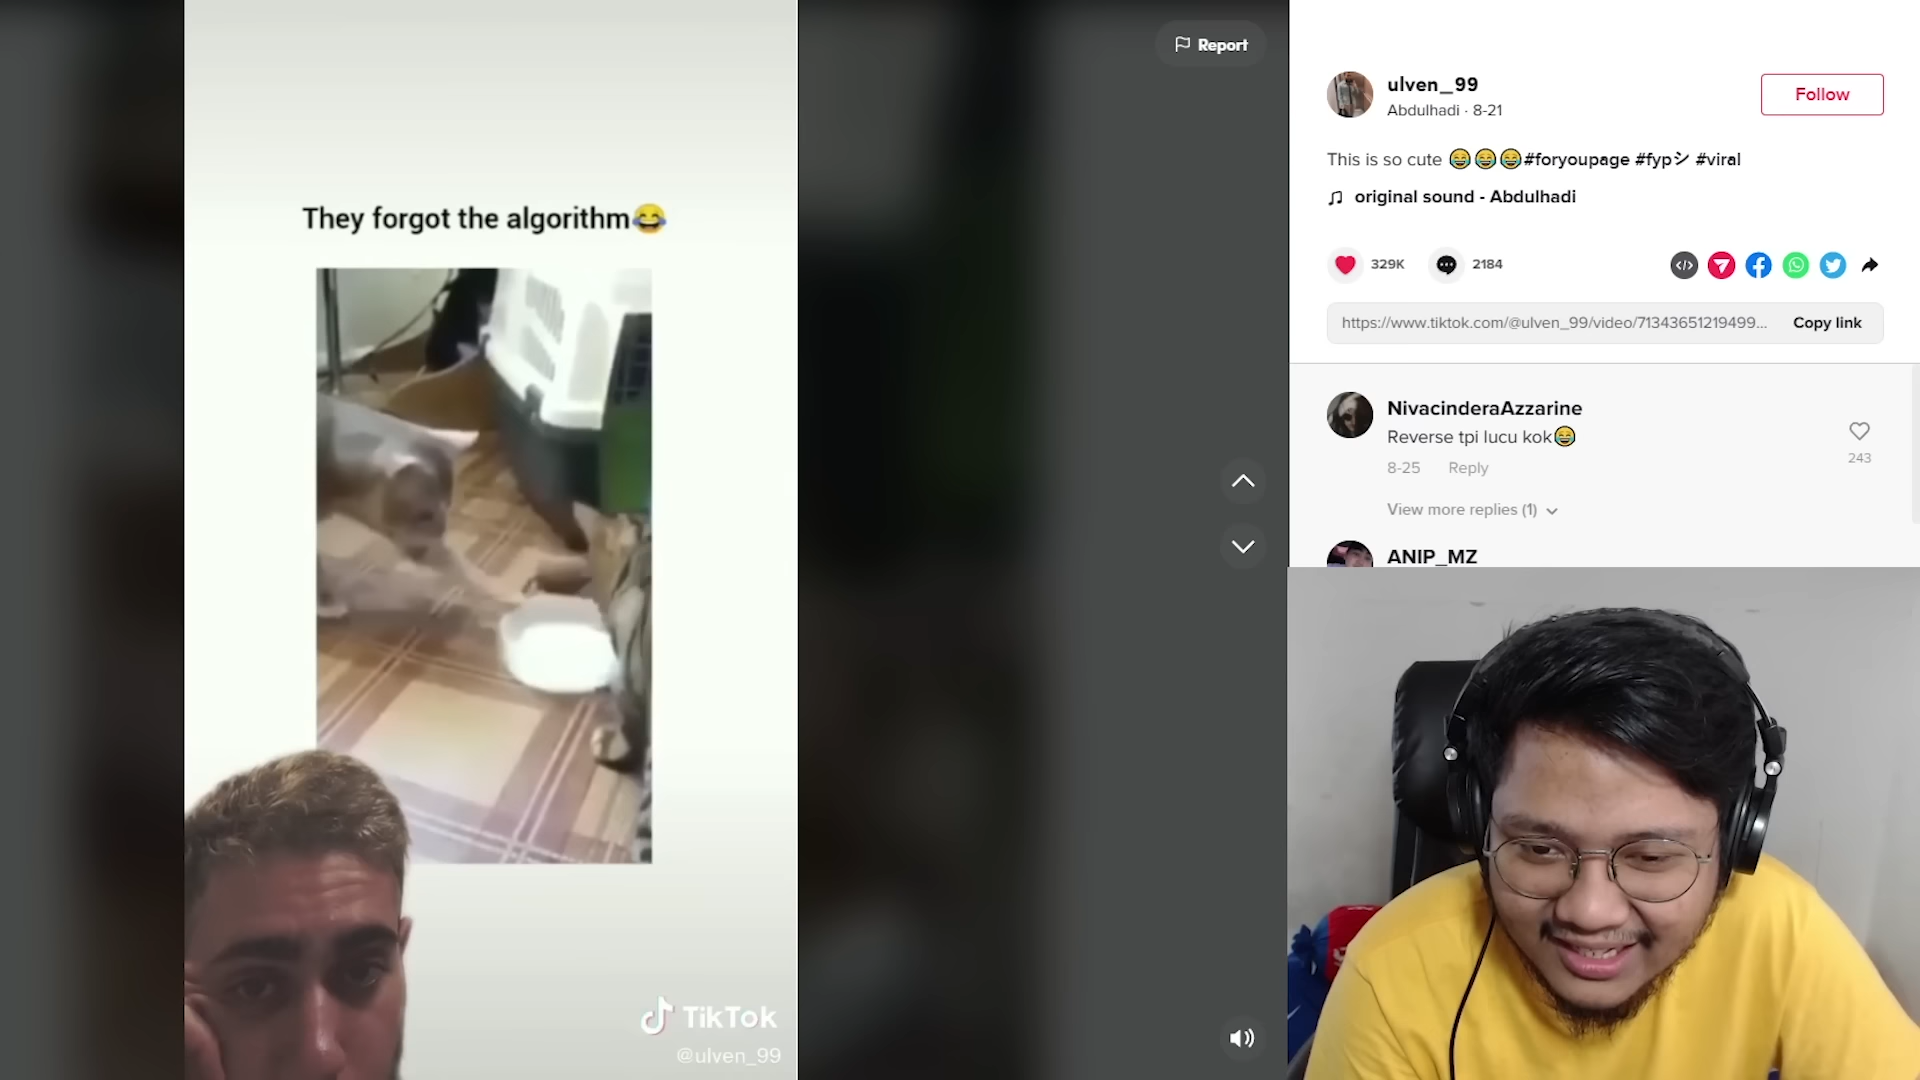 They forgot the algorithm😂
TikTok
@ulven_99
Report
ulven_99
Abdulhadi · 8-21
Follow
This is so cute 😂😂😂#foryoupage #fypシ #viral
original sound - Abdulhadi
329K
2184
https://www.tiktok.com/@ulven_99/video/71343651219499...
Copy link
NivacinderaAzzarine
Reverse tpi lucu kok😂
8-25 Reply
243
View more replies (1)
ANIP_MZ